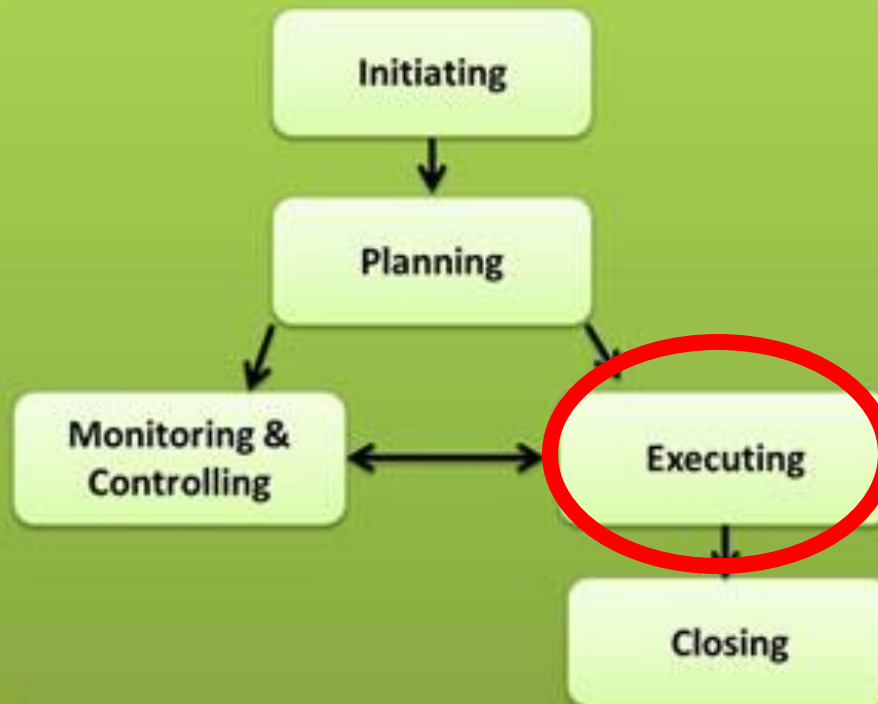 Initiating
Planning
Monitoring &
Controlling
Executing
Closing